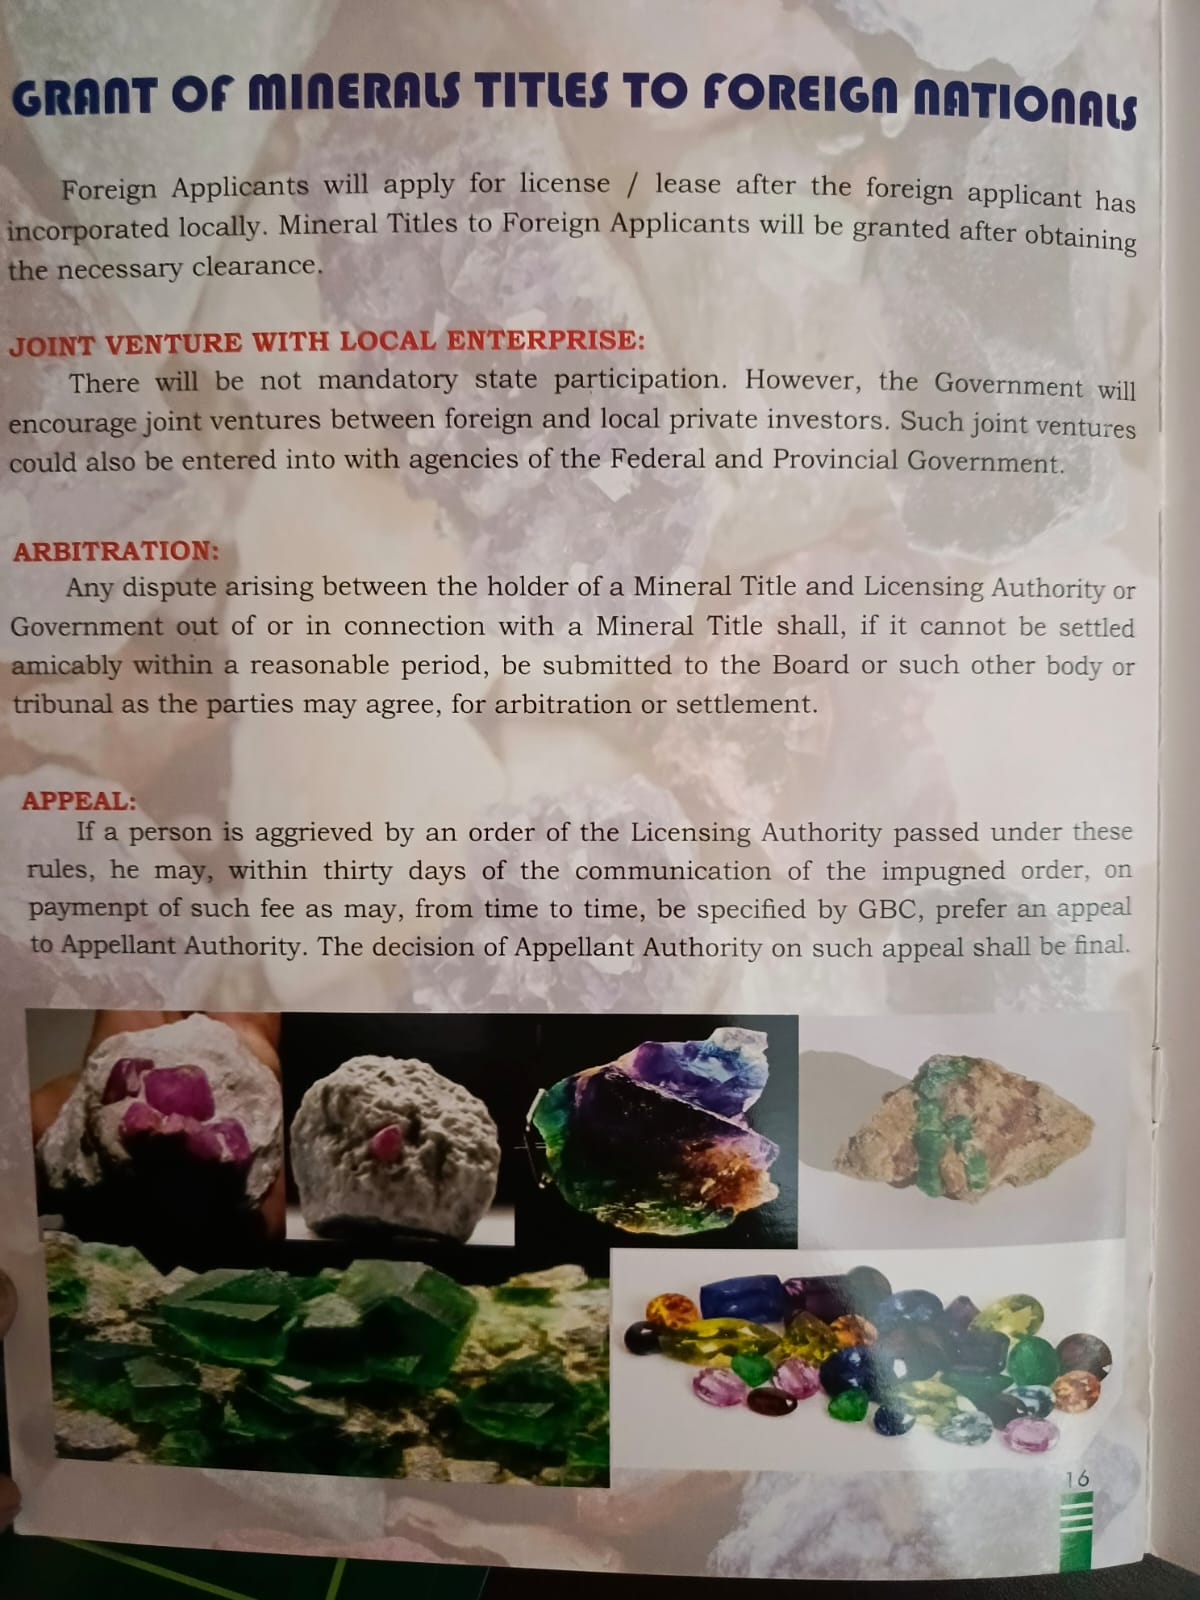 GRANT OF MINERALS TITLES TO FOREIGN NATIONALS
Foreign Applicants will apply for license / lease after the foreign applicant has
incorporated locally. Mineral Titles to Foreign Applicants will be granted after obtaining
the necessary clearance.
JOINT VENTURE WITH LOCAL ENTERPRISE:
There will be not mandatory state participation. However, the Government will
encourage joint ventures between foreign and local private investors. Such joint ventures
could also be entered into with agencies of the Federal and Provincial Government.
ARBITRATION:
Any dispute arising between the holder of a Mineral Title and Licensing Authority or
Government out of or in connection with a Mineral Title shall, if it cannot be settled
amicably within a reasonable period, be submitted to the Board or such other body or
tribunal as the parties may agree, for arbitration or settlement.
APPEAL:
If a person is aggrieved by an order of the Licensing Authority passed under these
rules, he may, within thirty days of the communication of the impugned order, on
paymenpt of such fee as may, from time to time, be specified by GBC, prefer an appeal
to Appellant Authority. The decision of Appellant Authority on such appeal shall be final.
16